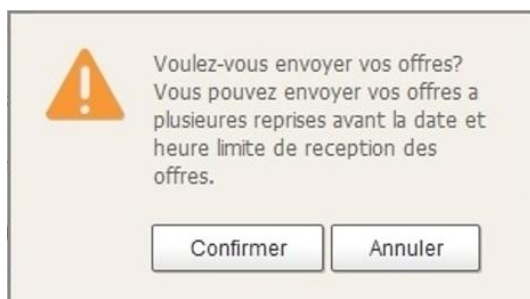 Voulez-vous envoyer vos offres?
Vous pouvez envoyer vos offres a
plusieures reprises avant la date et
heure limite de reception des
offres.
Confirmer
Annuler